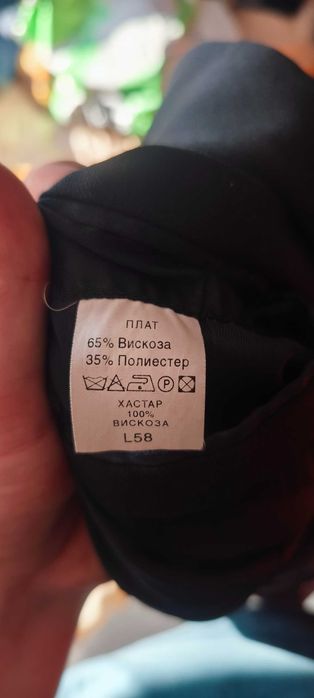 ПЛАТ
65% Вискоза
35% Полиестер
P
ХАСТАР
100%
ВИСКОЗА
L58